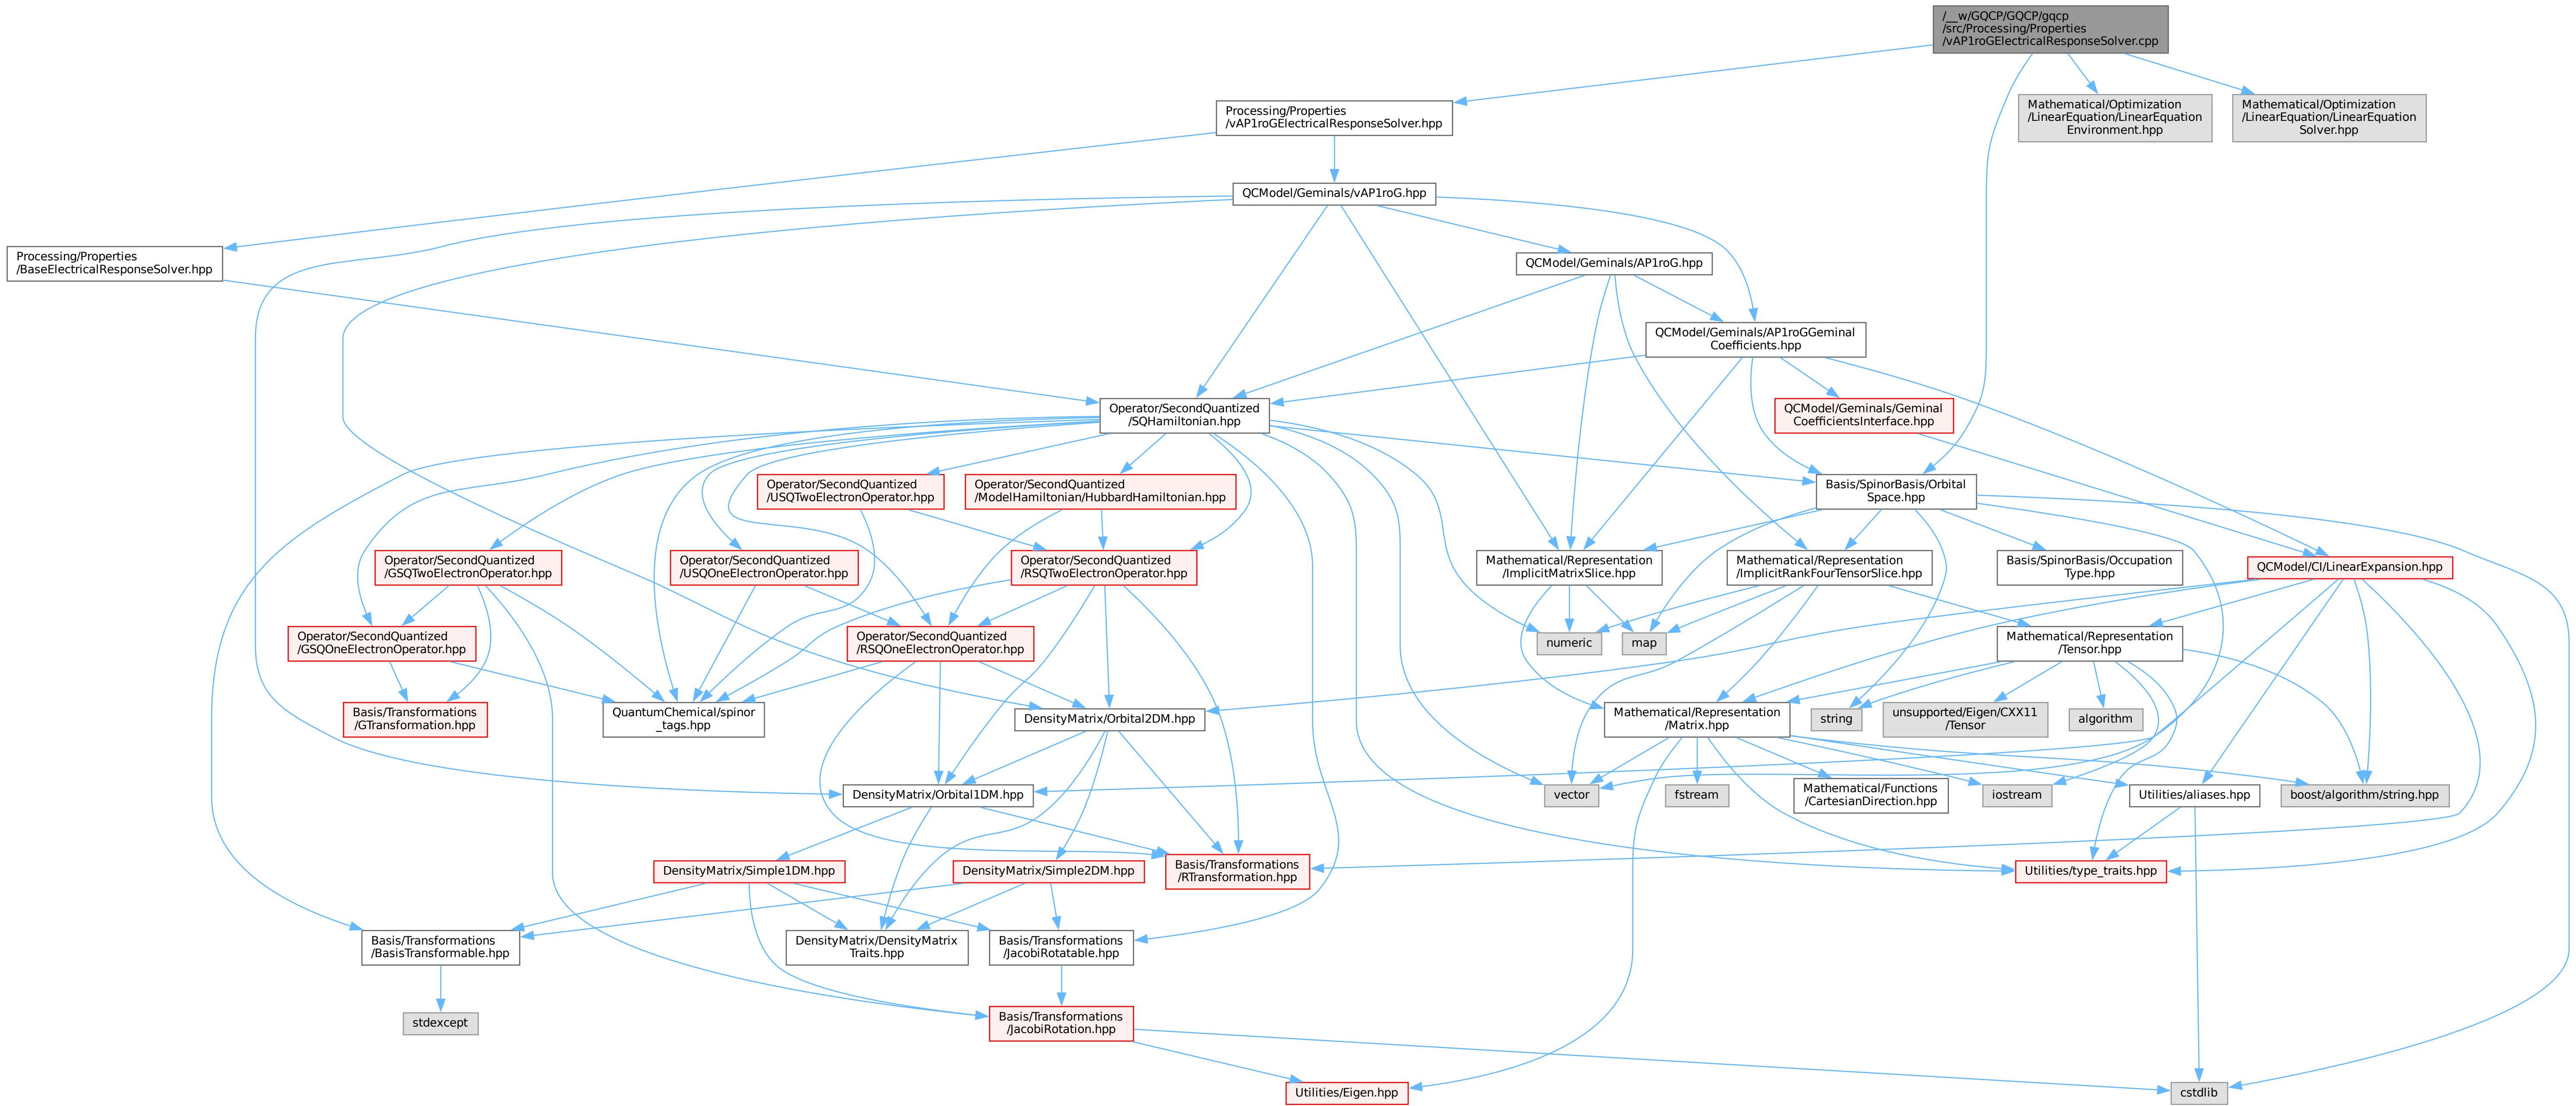 /__w/GQCP/GQCP/gqcp
/src/Processing/Properties
/vAP1roGElectricalResponseSolver.cpp
Processing/Properties
/vAP1roGElectricalResponseSolver.hpp
Mathematical/Optimization
/LinearEquation/LinearEquation
Environment.hpp
Mathematical/Optimization
/LinearEquation/LinearEquation
Solver.hpp
QCModel/Geminals/vAP1roG.hpp
Processing/Properties
/BaseElectricalResponseSolver.hpp
QCModel/Geminals/AP1roG.hpp
QCModel/Geminals/AP1roGGeminal
Coefficients.hpp
Operator/SecondQuantized
/SQHamiltonian.hpp
QCModel/Geminals/Geminal
CoefficientsInterface.hpp
Operator/SecondQuantized
/USQTwoElectronOperator.hpp
Operator/SecondQuantized
/ModelHamiltonian/HubbardHamiltonian.hpp
Basis/SpinorBasis/Orbital
Space.hpp
Operator/SecondQuantized
/GSQTwoElectronOperator.hpp
Operator/SecondQuantized
/USQOneElectronOperator.hpp
Operator/SecondQuantized
/RSQTwoElectronOperator.hpp
Mathematical/Representation
/ImplicitMatrixSlice.hpp
Mathematical/Representation
/ImplicitRankFourTensorSlice.hpp
Basis/SpinorBasis/Occupation
Type.hpp
QCModel/CI/LinearExpansion.hpp
Operator/SecondQuantized
/GSQOneElectronOperator.hpp
Operator/SecondQuantized
/RSQOneElectronOperator.hpp
numeric
map
Mathematical/Representation
/Tensor.hpp
Basis/Transformations
/GTransformation.hpp
QuantumChemical/spinor
_tags.hpp
DensityMatrix/Orbital2DM.hpp
Mathematical/Representation
/Matrix.hpp
string
unsupported/Eigen/CXX11
/Tensor
algorithm
DensityMatrix/Orbital1DM.hpp
vector
fstream
Mathematical/Functions
/CartesianDirection.hpp
iostream
Utilities/aliases.hpp
boost/algorithm/string.hpp
DensityMatrix/Simple1DM.hpp
DensityMatrix/Simple2DM.hpp
Basis/Transformations
/RTransformation.hpp
Utilities/type_traits.hpp
Basis/Transformations
/BasisTransformable.hpp
DensityMatrix/DensityMatrix
Traits.hpp
Basis/Transformations
/JacobiRotatable.hpp
stdexcept
Basis/Transformations
/JacobiRotation.hpp
Utilities/Eigen.hpp
cstdlib